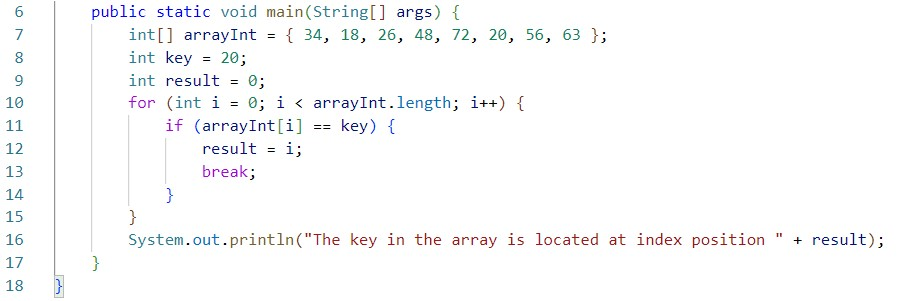 6 public static void main(String[] args) {
7 int[] arrayInt = { 34, 18, 26, 48, 72, 20, 56, 63 };
8 int key = 20;
9 int result = 0;
10 for (int i = 0; i < arrayInt.length; i++) {
11 if (arrayInt[i] == key) {
12 result = i;
13 break;
14 }
15 }
16 System.out.println("The key in the array is located at index position " + result);
17 }
18 }